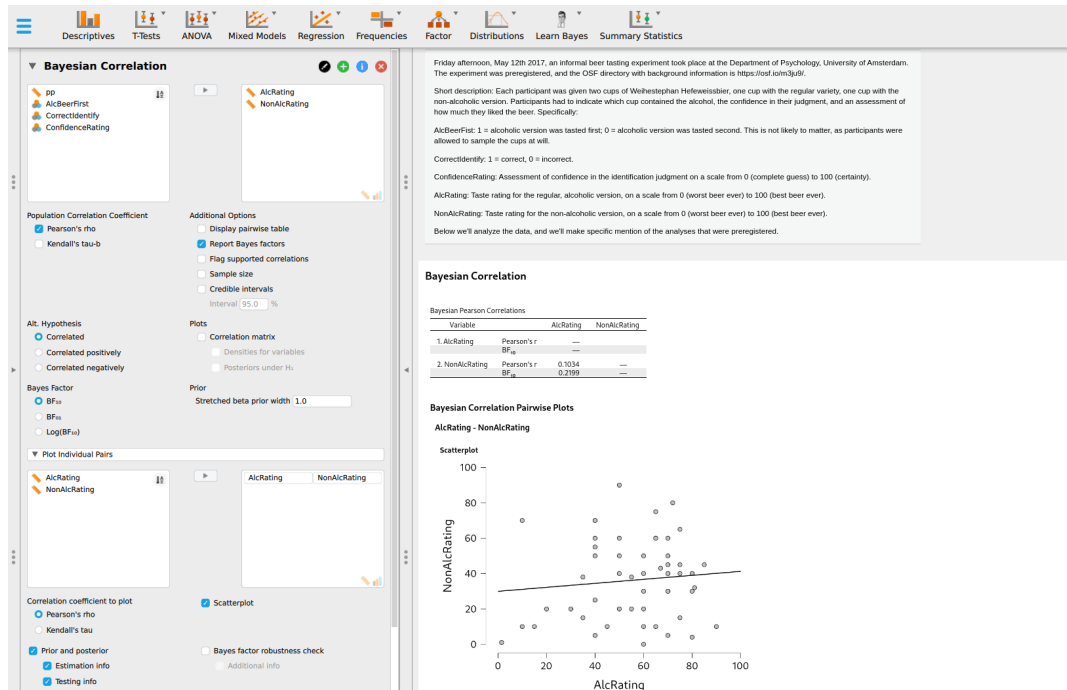 Descriptives T-Tests ANOVA Mixed Models Regression Frequencies Factor Distributions Learn Bayes Summary Statistics
Bayesian Correlation
pp
AlcBeerFirst
CorrectIdentify
ConfidenceRating
AlcRating
NonAlcRating
Population Correlation Coefficient
Pearson's rho
Kendall's tau-b
Additional Options
Display pairwise table
Report Bayes factors
Flag supported correlations
Sample size
Credible intervals
Interval 95.0 %
Alt. Hypothesis
Correlated
Correlated positively
Correlated negatively
Plots
Correlation matrix
Densities for variables
Posteriors under H₁
Bayes Factor
BF₁₀
BF₀₁
Log(BF₁₀)
Prior
Stretched beta prior width 1.0
Plot Individual Pairs
AlcRating
NonAlcRating
AlcRating NonAlcRating
Correlation coefficient to plot
Pearson's rho
Kendall's tau
Scatterplot
Prior and posterior
Estimation info
Testing info
Bayes factor robustness check
Additional info
Friday afternoon, May 12th 2017, an informal beer tasting experiment took place at the Department of Psychology, University of Amsterdam.
The experiment was preregistered, and the OSF directory with background information is https://osf.io/m3ju9/.
Short description: Each participant was given two cups of Weihestephan Hefeweissbier, one cup with the regular variety, one cup with the
non-alcoholic version. Participants had to indicate which cup contained the alcohol, the confidence in their judgment, and an assessment of
how much they liked the beer. Specifically:
AlcBeerFist: 1 = alcoholic version was tasted first; 0 = alcoholic version was tasted second. This is not likely to matter, as participants were
allowed to sample the cups at will.
CorrectIdentify: 1 = correct, 0 = incorrect.
ConfidenceRating: Assessment of confidence in the identification judgment on a scale from 0 (complete guess) to 100 (certainty).
AlcRating: Taste rating for the regular, alcoholic version, on a scale from 0 (worst beer ever) to 100 (best beer ever).
NonAlcRating: Taste rating for the non-alcoholic version, on a scale from 0 (worst beer ever) to 100 (best beer ever).
Below we'll analyze the data, and we'll make specific mention of the analyses that were preregistered.
Bayesian Correlation
Bayesian Pearson Correlations
Variable AlcRating NonAlcRating
1. AlcRating Pearson's r —
BF₁₀ —
2. NonAlcRating Pearson's r 0.1034 —
BF₁₀ 0.2199 —
Bayesian Correlation Pairwise Plots
AlcRating - NonAlcRating
Scatterplot
100
80
60
40
20
0
NonAlcRating
0 20 40 60 80 100
AlcRating